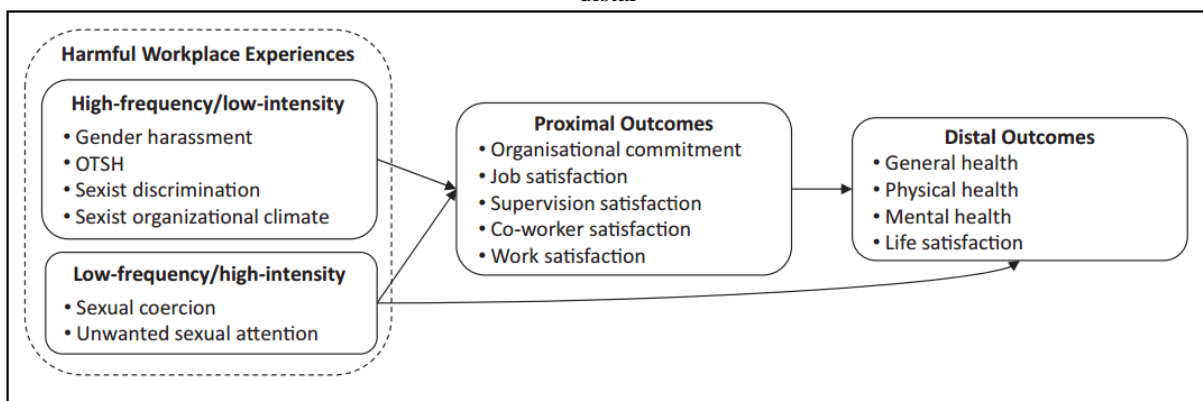 distal
Harmful Workplace Experiences
High-frequency/low-intensity
• Gender harassment
• OTSH
• Sexist discrimination
• Sexist organizational climate
Low-frequency/high-intensity
• Sexual coercion
• Unwanted sexual attention
Proximal Outcomes
• Organisational commitment
• Job satisfaction
• Supervision satisfaction
• Co-worker satisfaction
• Work satisfaction
Distal Outcomes
• General health
• Physical health
• Mental health
• Life satisfaction